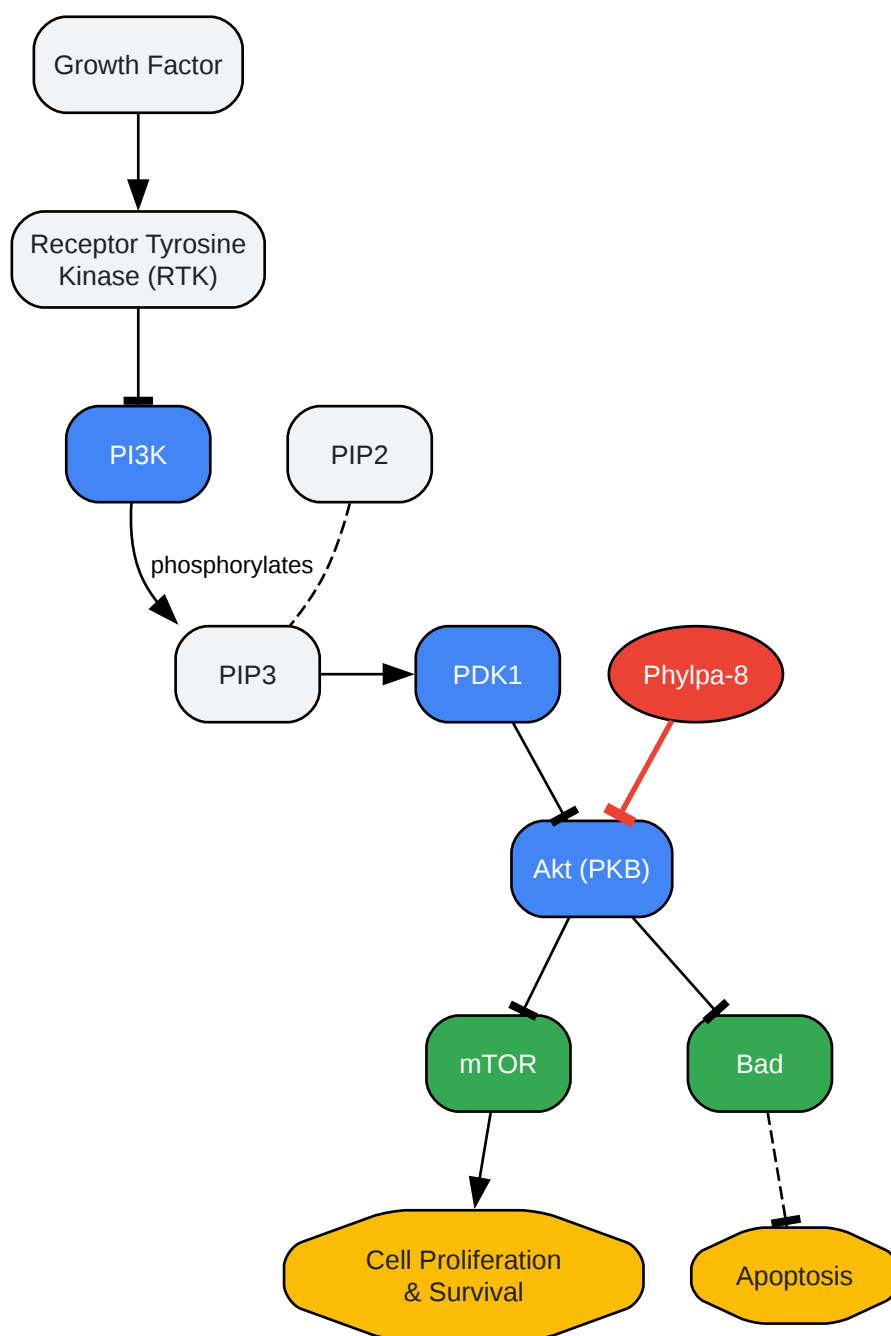 Growth Factor
Receptor Tyrosine
Kinase (RTK)
PI3K
PIP2
phosphorylates
PIP3
PDK1
Phylpa-8
Akt (PKB)
mTOR
Bad
Cell Proliferation
& Survival
Apoptosis